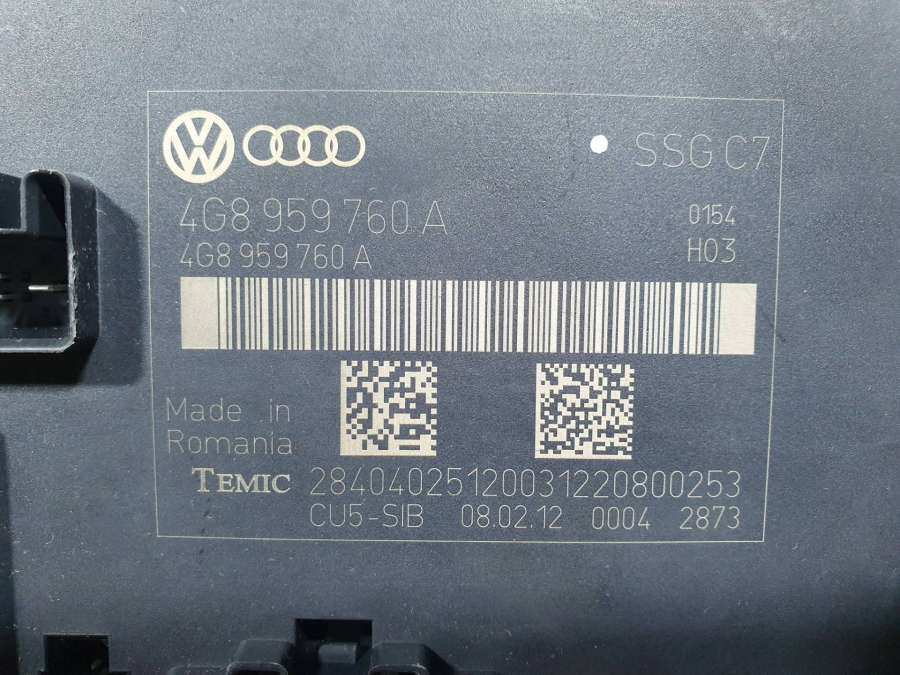 SSG C7
4G8 959 760 A
0154
4G8 959 760 A
H03
Made in
Romania
TEMIC 28404025120031220800253
CU5-SIB 08.02.12 0004 2873